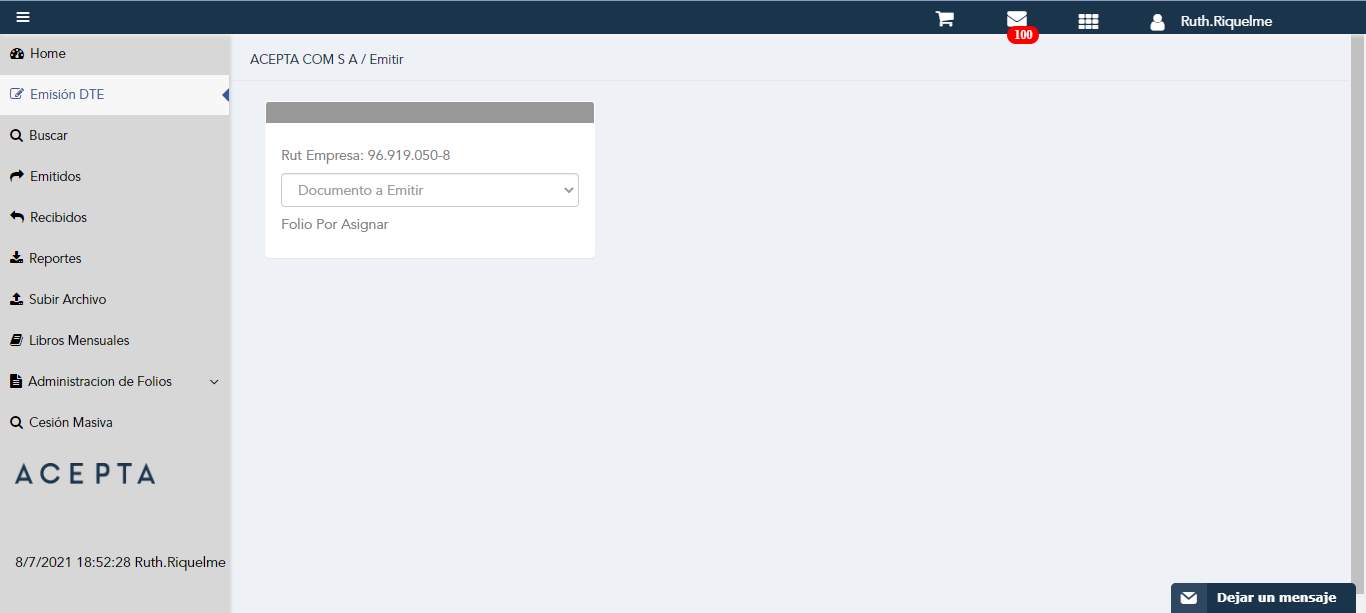 Ruth.Riquelme
100
Home
ACEPTA COM S A / Emitir
Emisión DTE
Buscar
Emitidos
Recibidos
Reportes
Subir Archivo
Libros Mensuales
Administracion de Folios
Cesión Masiva
ACEPTA
8/7/2021 18:52:28 Ruth.Riquelme
Rut Empresa: 96.919.050-8
Documento a Emitir
Folio Por Asignar
Dejar un mensaje